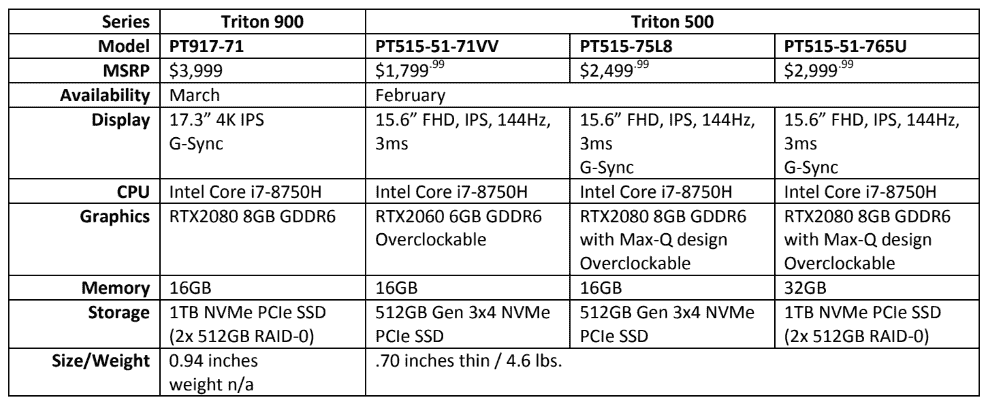 Series Triton 900 Triton 500
Model PT917-71 PT515-51-71VV PT515-75L8 PT515-51-765U
MSRP $3,999 $1,799.99 $2,499.99 $2,999.99
Availability March February
Display 17.3” 4K IPS 15.6” FHD, IPS, 144Hz, 15.6” FHD, IPS, 144Hz, 15.6” FHD, IPS, 144Hz,
G-Sync 3ms 3ms 3ms
G-Sync G-Sync
CPU Intel Core i7-8750H Intel Core i7-8750H Intel Core i7-8750H Intel Core i7-8750H
Graphics RTX2080 8GB GDDR6 RTX2060 6GB GDDR6 RTX2080 8GB GDDR6 RTX2080 8GB GDDR6
Overclockable with Max-Q design with Max-Q design
Overclockable Overclockable
Memory 16GB 16GB 16GB 32GB
Storage 1TB NVMe PCIe SSD 512GB Gen 3x4 NVMe 512GB Gen 3x4 NVMe 1TB NVMe PCIe SSD
(2x 512GB RAID-0) PCIe SSD PCIe SSD (2x 512GB RAID-0)
Size/Weight 0.94 inches .70 inches thin / 4.6 lbs.
weight n/a